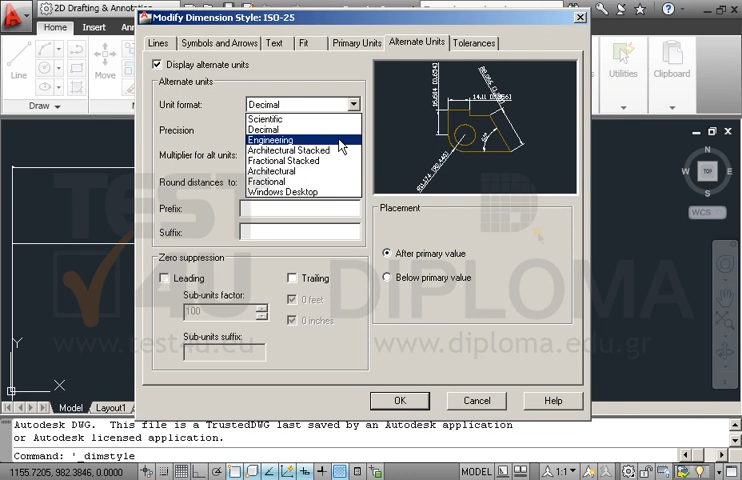 2D Drafting & Annotation
Modify Dimension Style: ISO-25
Home
Lines
Symbols and Arrows
Text
Fit
Primary Units
Alternate Units
Tolerances
Line
Move
Draw
Utilities
Clipboard
Display alternate units
Alternate units
Unit format:
Decimal
Scientific
Decimal
Engineering
Architectural Stacked
Fractional Stacked
Architectural
Fractional
Windows Desktop
Precision
Multiplier for alt units:
Round distances to:
Prefix:
Suffix:
Zero suppression
Leading
Trailing
Sub-units factor:
100
0 feet
0 inches
Sub-units suffix:
Placement
After primary value
Below primary value
60°
N
W
TOP
E
S
WCS
TEST
4U
DIPLOMA
www.test4u.eu
www.diploma.edu.gr
Y
X
OK
Cancel
Help
Model
Layout1
Autodesk DWG. This file is a TrustedDWG last saved by an Autodesk application
or Autodesk licensed application.
Command: '_dimstyle
1155.7205, 982.3846, 0.0000
MODEL
1:1